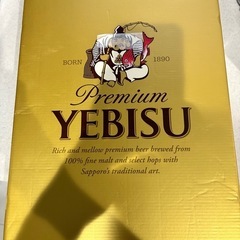 BORN 1890
Premium
YEBISU
Rich and mellow premium beer brewed from
100% fine malt and select hops with
Sapporo's traditional art.